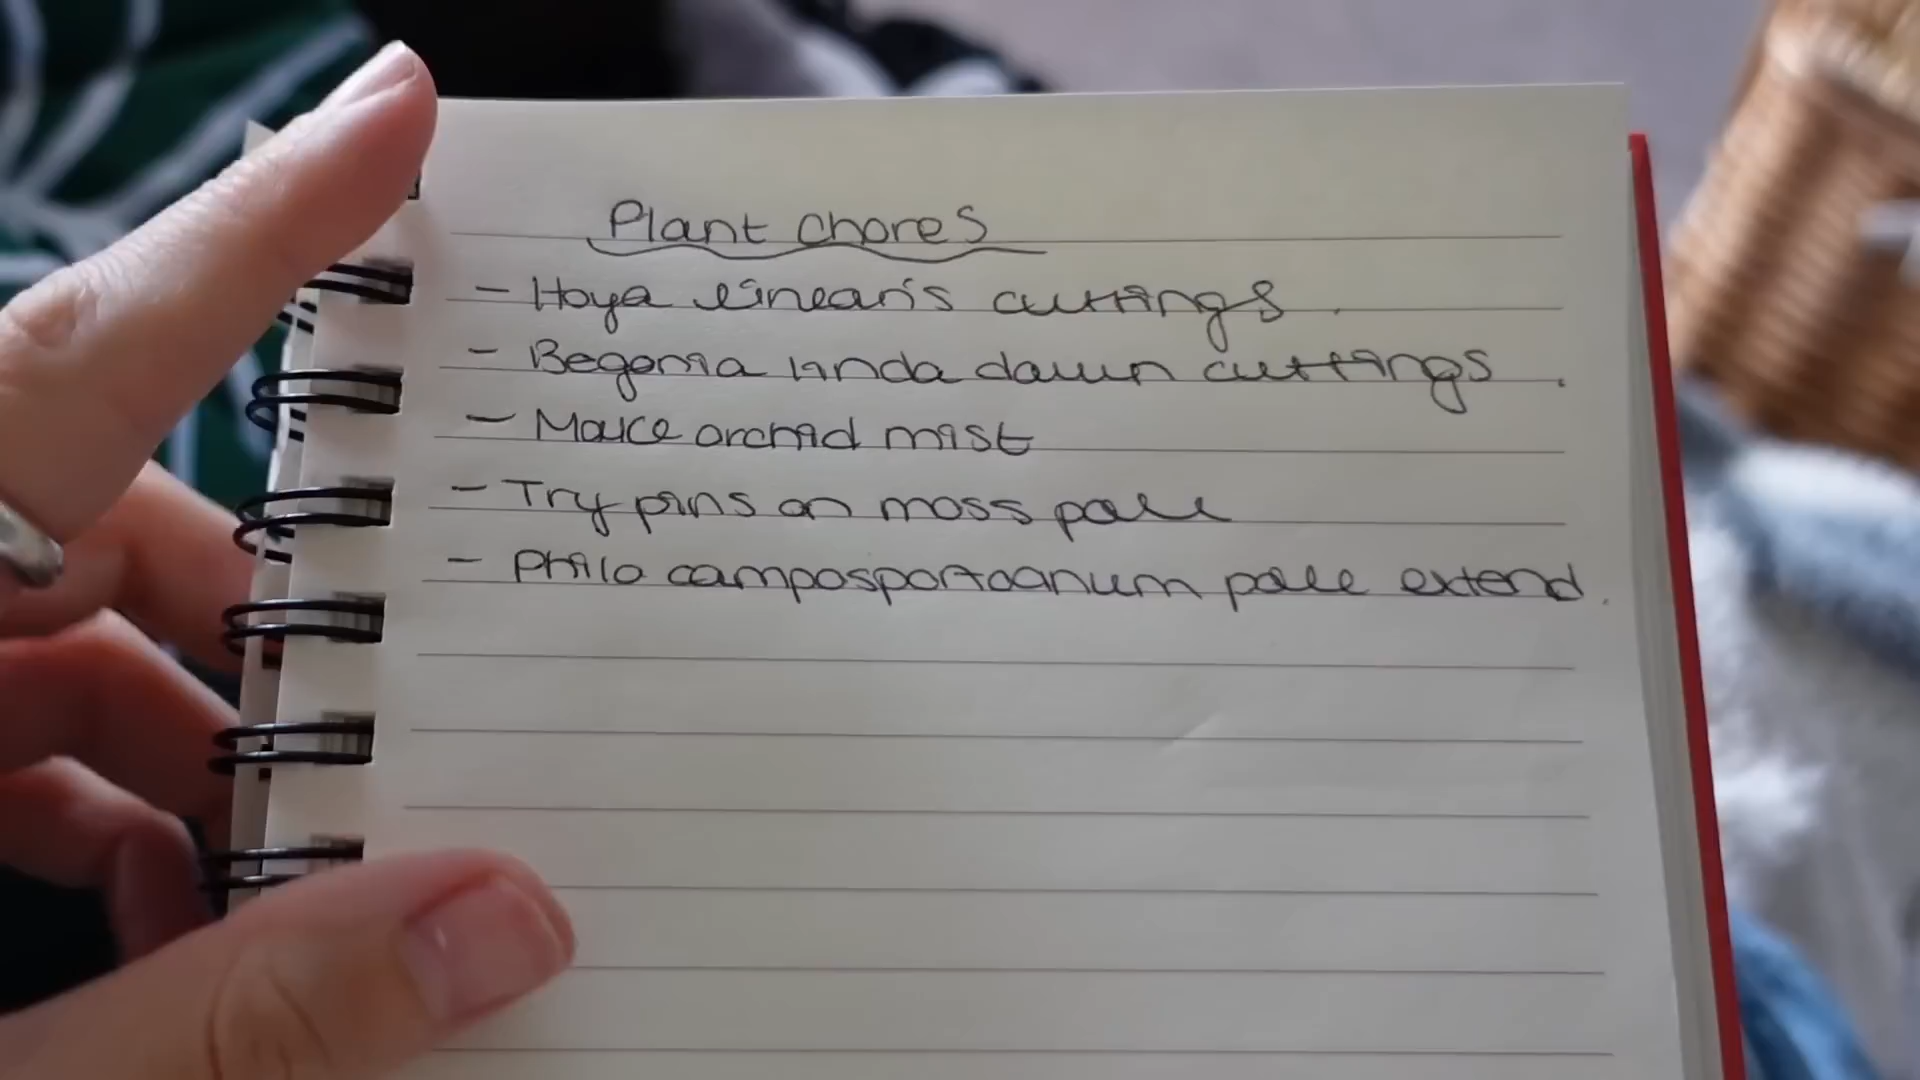 Plant chores
- Hoya linearis cuttings.
- Begonia linda dawn cuttings.
- Make orchid mist
- Try pins on moss pole
- Philo camposportoanum pole extend.